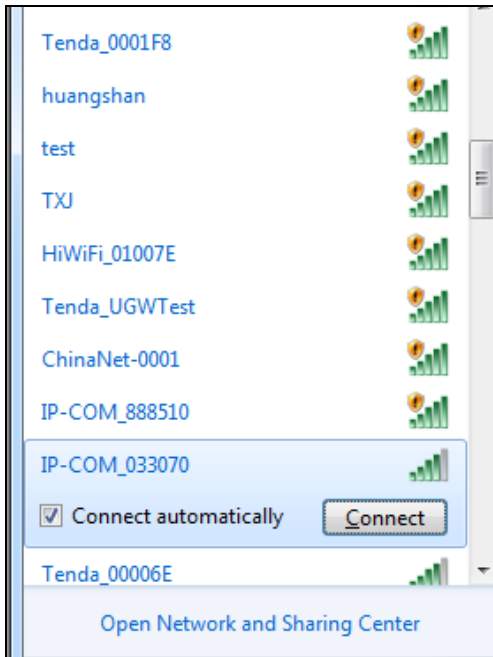 Tenda_0001F8
huangshan
test
TXJ
HiWiFi_01007E
Tenda_UGWTest
ChinaNet-0001
IP-COM_888510
IP-COM_033070
Connect automatically Connect
Tenda_00006E
Open Network and Sharing Center